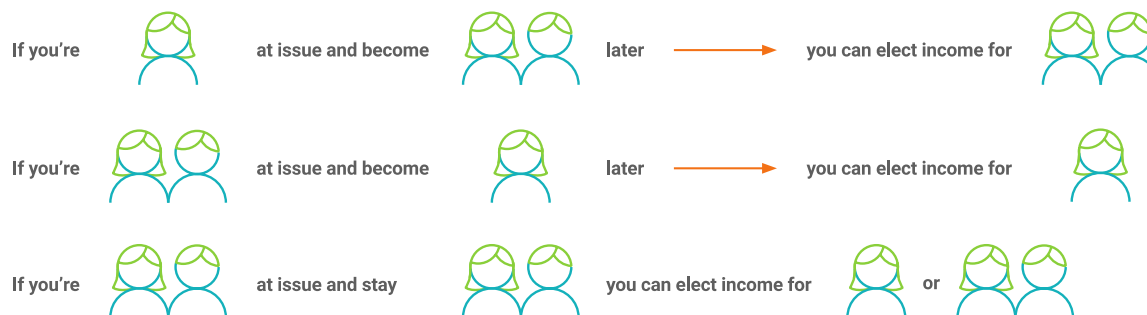 If you’re at issue and become later you can elect income for
If you’re at issue and become later you can elect income for
If you’re at issue and stay you can elect income for or